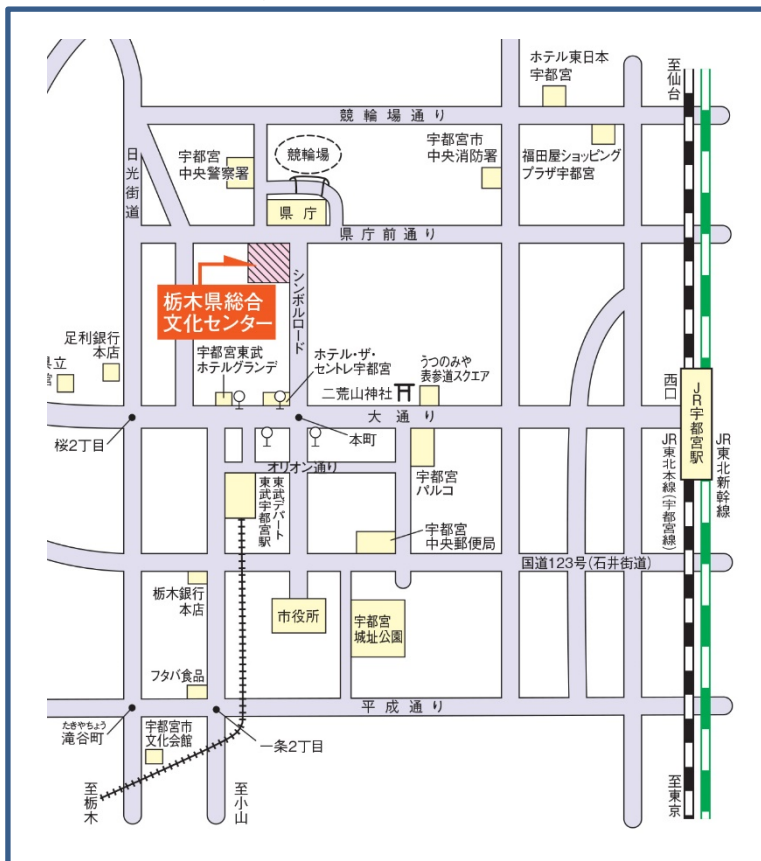 ホテル東日本
宇都宮
至仙台
競輪場通り
日光街道
宇都宮
中央警察署
競輪場
宇都宮市
中央消防署
福田屋ショッピング
プラザ宇都宮
県庁
県庁前通り
栃木県総合
文化センター
シンボルロード
足利銀行
本店
県立
宇都宮東武
ホテルグランデ
ホテル・ザ・
セントレ宇都宮
二荒山神社
うつのみや
表参道スクエア
西口
JR宇都宮駅
大通り
桜2丁目
本町
オリオン通り
東武デパート
東武宇都宮駅
宇都宮
パルコ
JR東北本線(宇都宮線)
JR東北新幹線
宇都宮
中央郵便局
国道123号(石井街道)
栃木銀行
本店
市役所
宇都宮
城址公園
フタバ食品
平成通り
たきやちょう
滝谷町
宇都宮市
文化会館
一条2丁目
至栃木
至小山
至東京